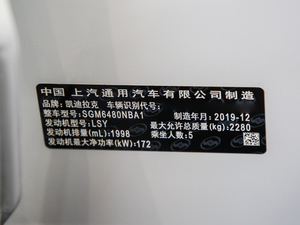 中国 上汽通用汽车有限公司制造
品牌: 凯迪拉克 车辆识别代号:
整车型号: SGM6480NBA1 制造年月: 2019-12
发动机型号: LSY 最大允许总质量(kg): 2280
发动机排量(mL): 1998 乘坐人数: 5
发动机最大净功率(kW): 172